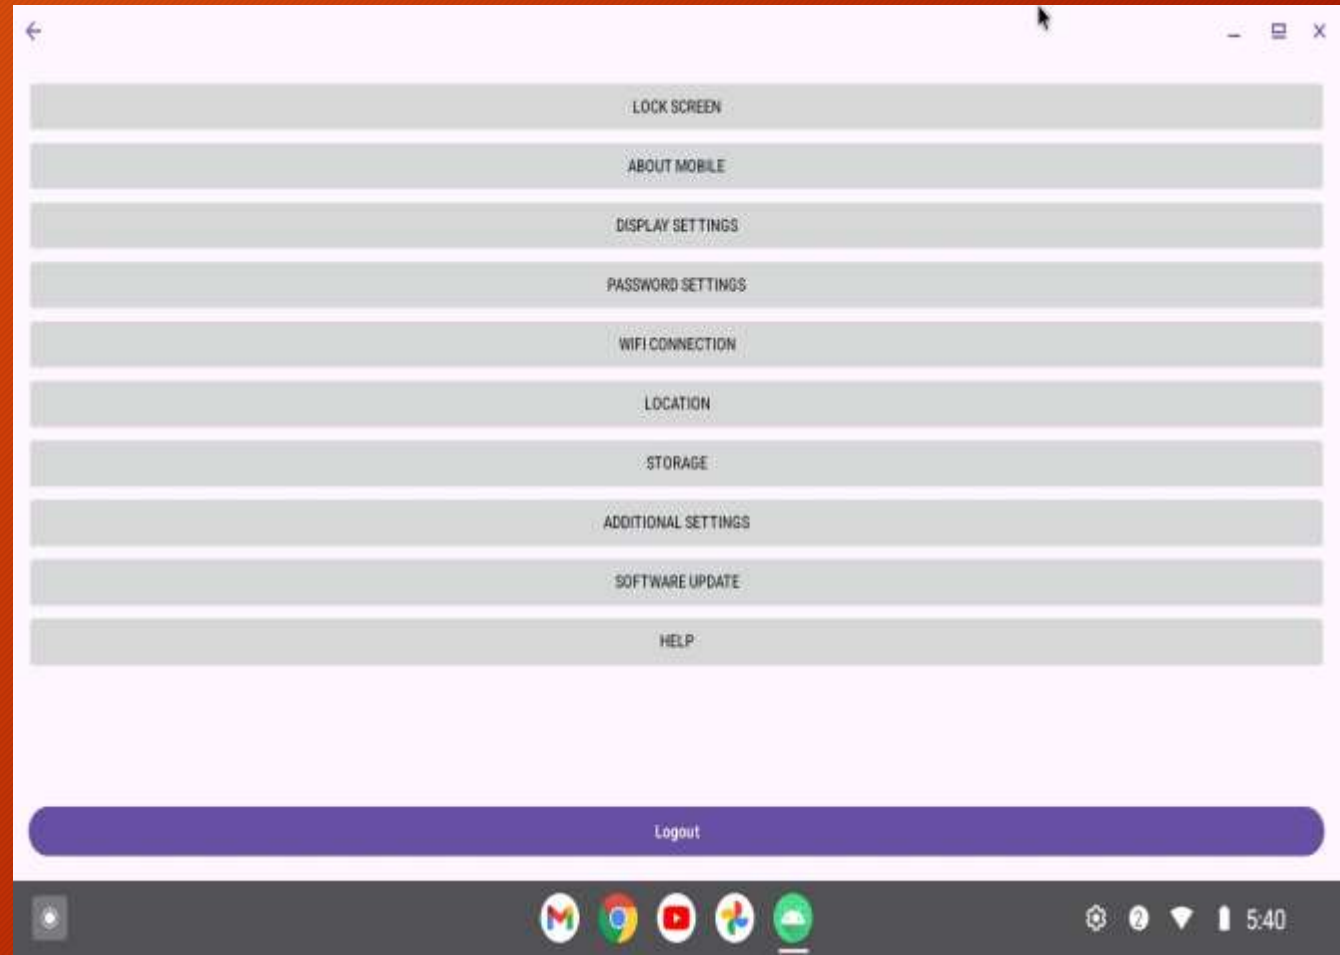 LOCK SCREEN
ABOUT MOBILE
DISPLAY SETTINGS
PASSWORD SETTINGS
WIFI CONNECTION
LOCATION
STORAGE
ADDITIONAL SETTINGS
SOFTWARE UPDATE
HELP
Logout
2 5:40